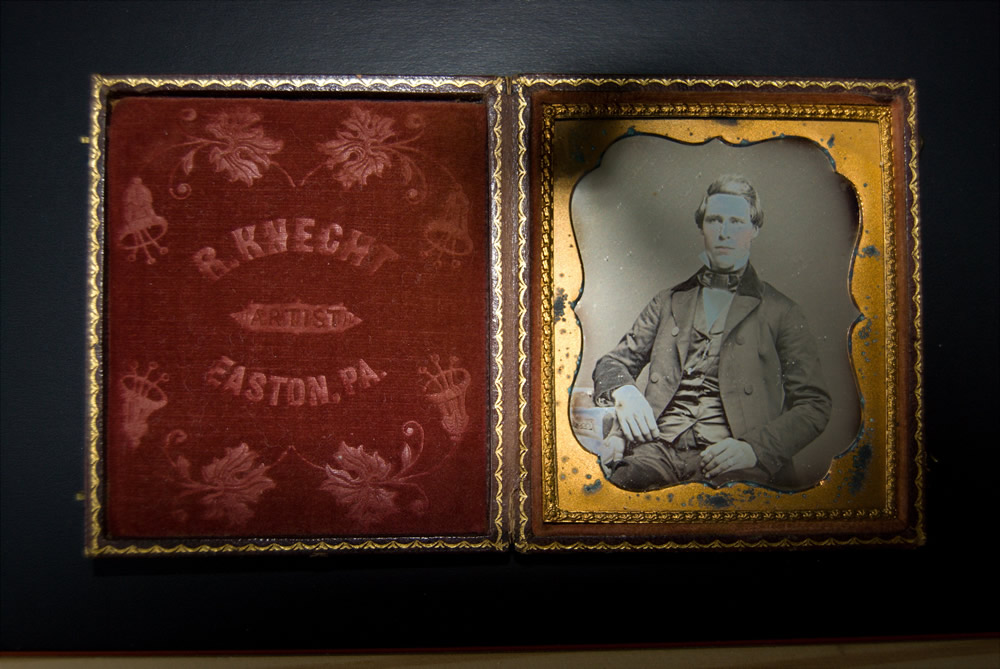 R. KNECHT
ARTIST
EASTON, PA.